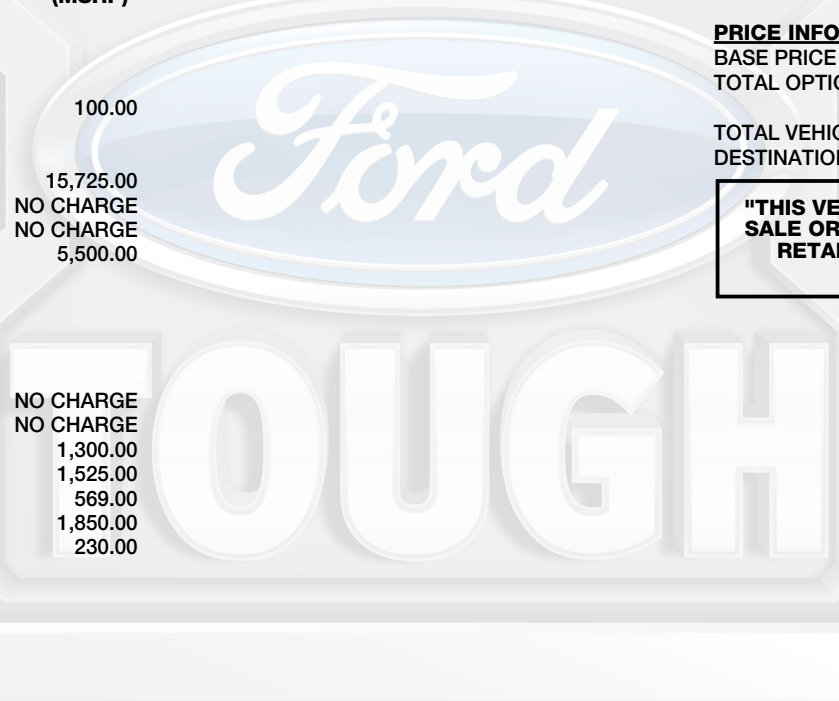 (MSRP)
100.00
15,725.00
NO CHARGE
NO CHARGE
5,500.00
NO CHARGE
NO CHARGE
1,300.00
1,525.00
569.00
1,850.00
230.00
Ford
TOUGH
PRICE INFO
BASE PRICE
TOTAL OPTIO
TOTAL VEHIC
DESTINATION
"THIS VE
SALE OR
RETAI